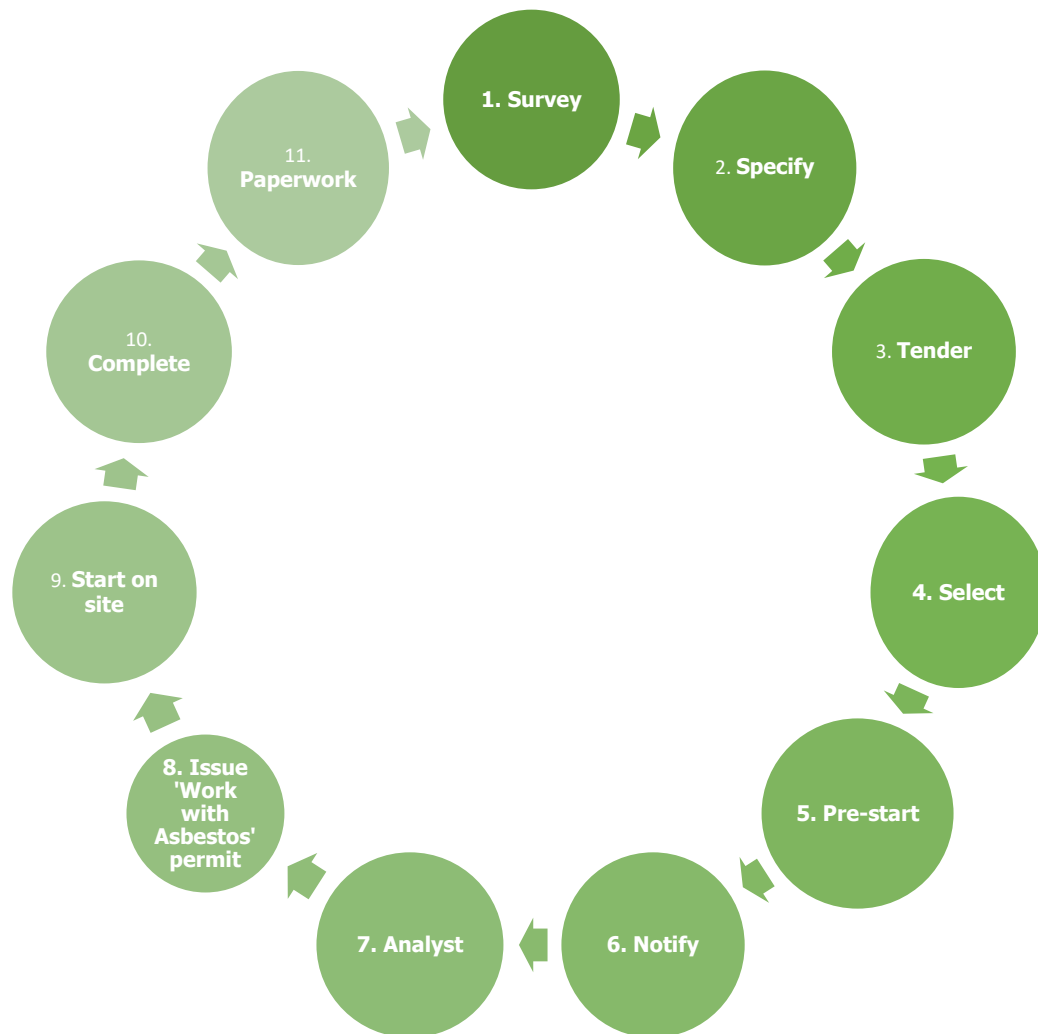 1. Survey
2. Specify
3. Tender
4. Select
5. Pre-start
6. Notify
7. Analyst
8. Issue
'Work
with
Asbestos'
permit
9. Start on
site
10.
Complete
11.
Paperwork